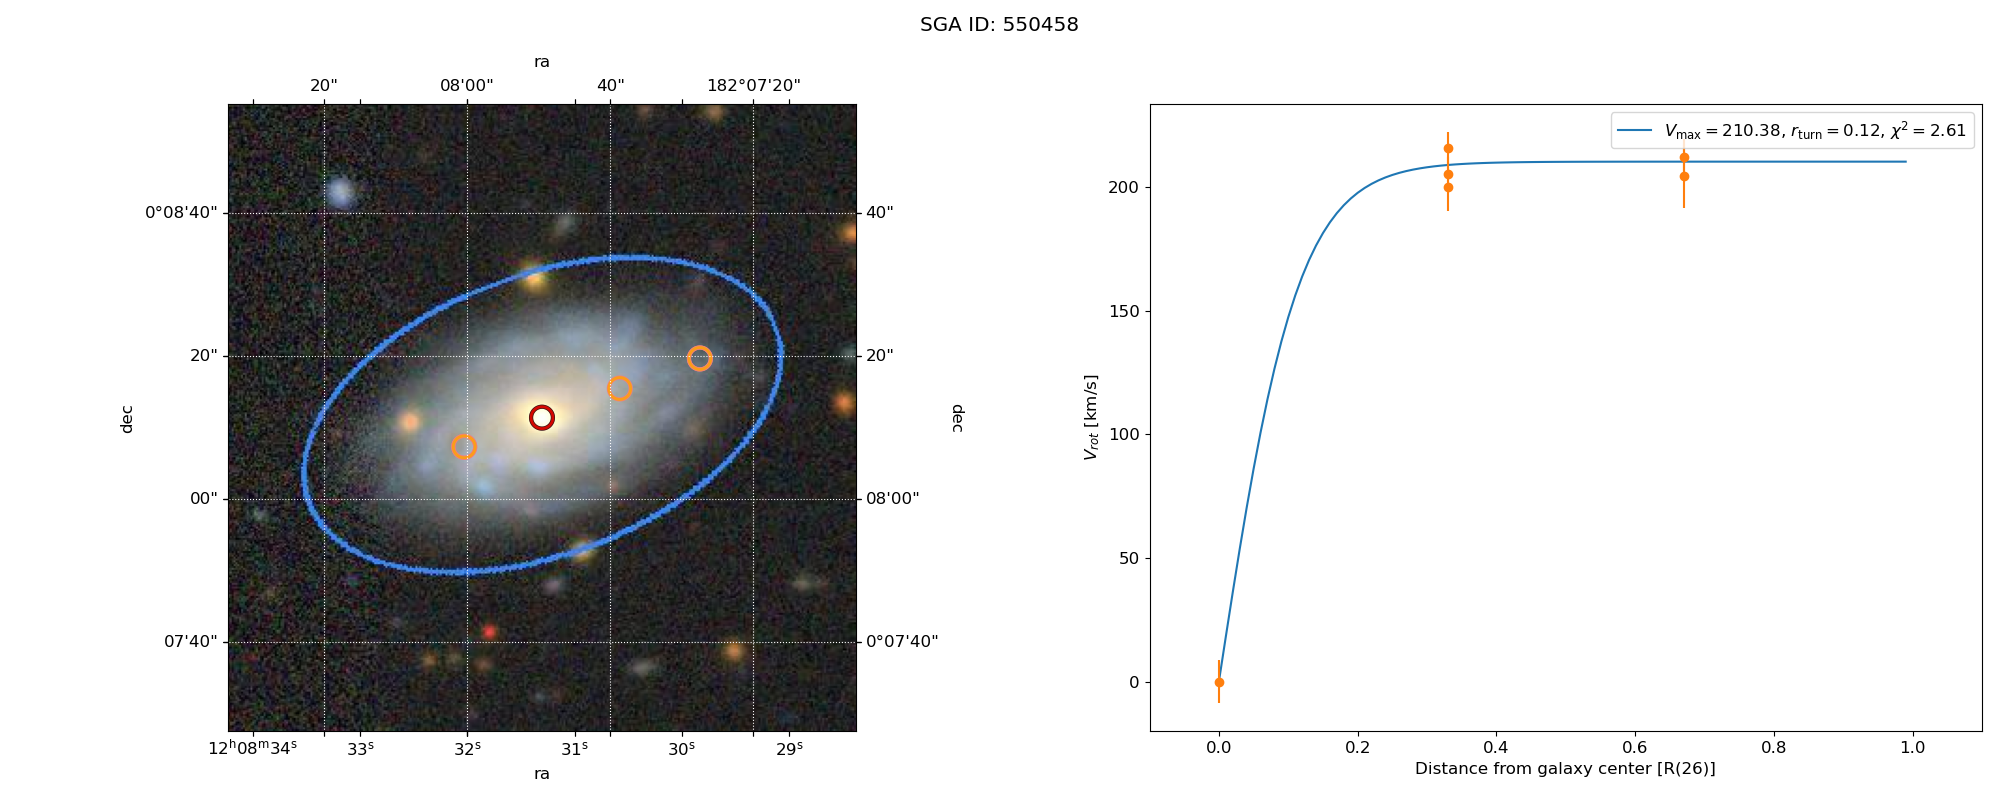 SGA ID: 550458
ra
20" 08'00" 40" 182°07'20"
0°08'40" 40"
20" 20"
dec dec
00" 08'00"
07'40" 0°07'40"
12ʰ08ᵐ34ˢ 33ˢ 32ˢ 31ˢ 30ˢ 29ˢ
ra
V_max = 210.38, r_turn = 0.12, χ² = 2.61
200
150
100
50
0
V_rot [km/s]
0.0 0.2 0.4 0.6 0.8 1.0
Distance from galaxy center [R(26)]